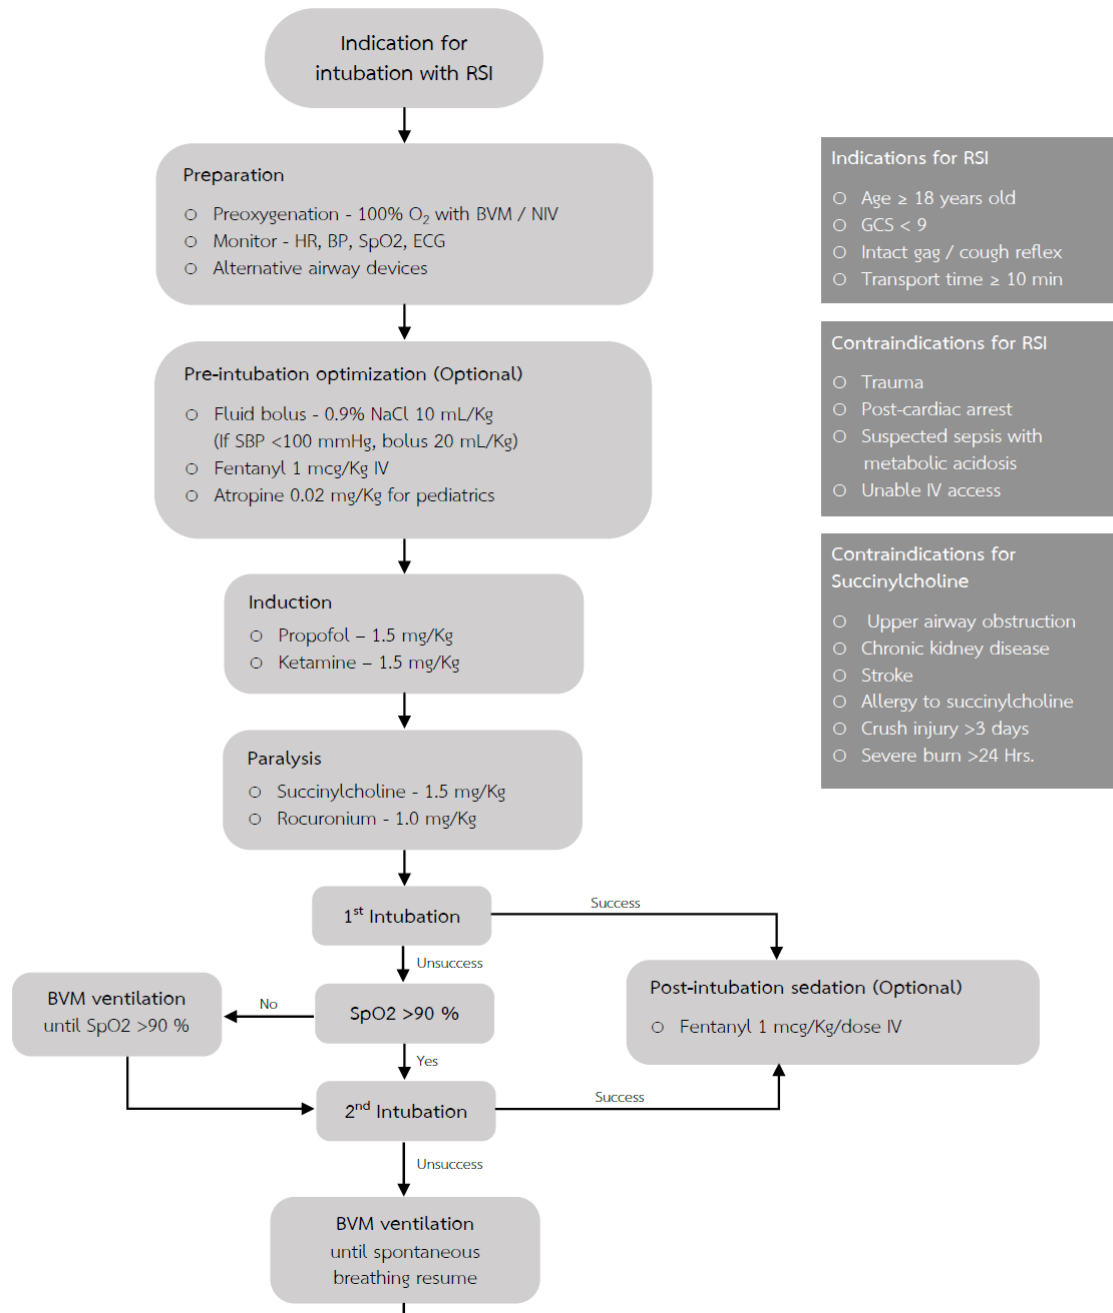 Indication for
intubation with RSI
Preparation
○ Preoxygenation - 100% O₂ with BVM / NIV
○ Monitor - HR, BP, SpO2, ECG
○ Alternative airway devices
Pre-intubation optimization (Optional)
○ Fluid bolus - 0.9% NaCl 10 mL/Kg
(If SBP <100 mmHg, bolus 20 mL/Kg)
○ Fentanyl 1 mcg/Kg IV
○ Atropine 0.02 mg/Kg for pediatrics
Induction
○ Propofol – 1.5 mg/Kg
○ Ketamine – 1.5 mg/Kg
Paralysis
○ Succinylcholine - 1.5 mg/Kg
○ Rocuronium - 1.0 mg/Kg
1st Intubation
Success
Unsuccess
SpO2 >90 %
No
BVM ventilation
until SpO2 >90 %
Yes
2nd Intubation
Success
Post-intubation sedation (Optional)
○ Fentanyl 1 mcg/Kg/dose IV
Unsuccess
BVM ventilation
until spontaneous
breathing resume
Indications for RSI
○ Age ≥ 18 years old
○ GCS < 9
○ Intact gag / cough reflex
○ Transport time ≥ 10 min
Contraindications for RSI
○ Trauma
○ Post-cardiac arrest
○ Suspected sepsis with
metabolic acidosis
○ Unable IV access
Contraindications for
Succinylcholine
○ Upper airway obstruction
○ Chronic kidney disease
○ Stroke
○ Allergy to succinylcholine
○ Crush injury >3 days
○ Severe burn >24 Hrs.